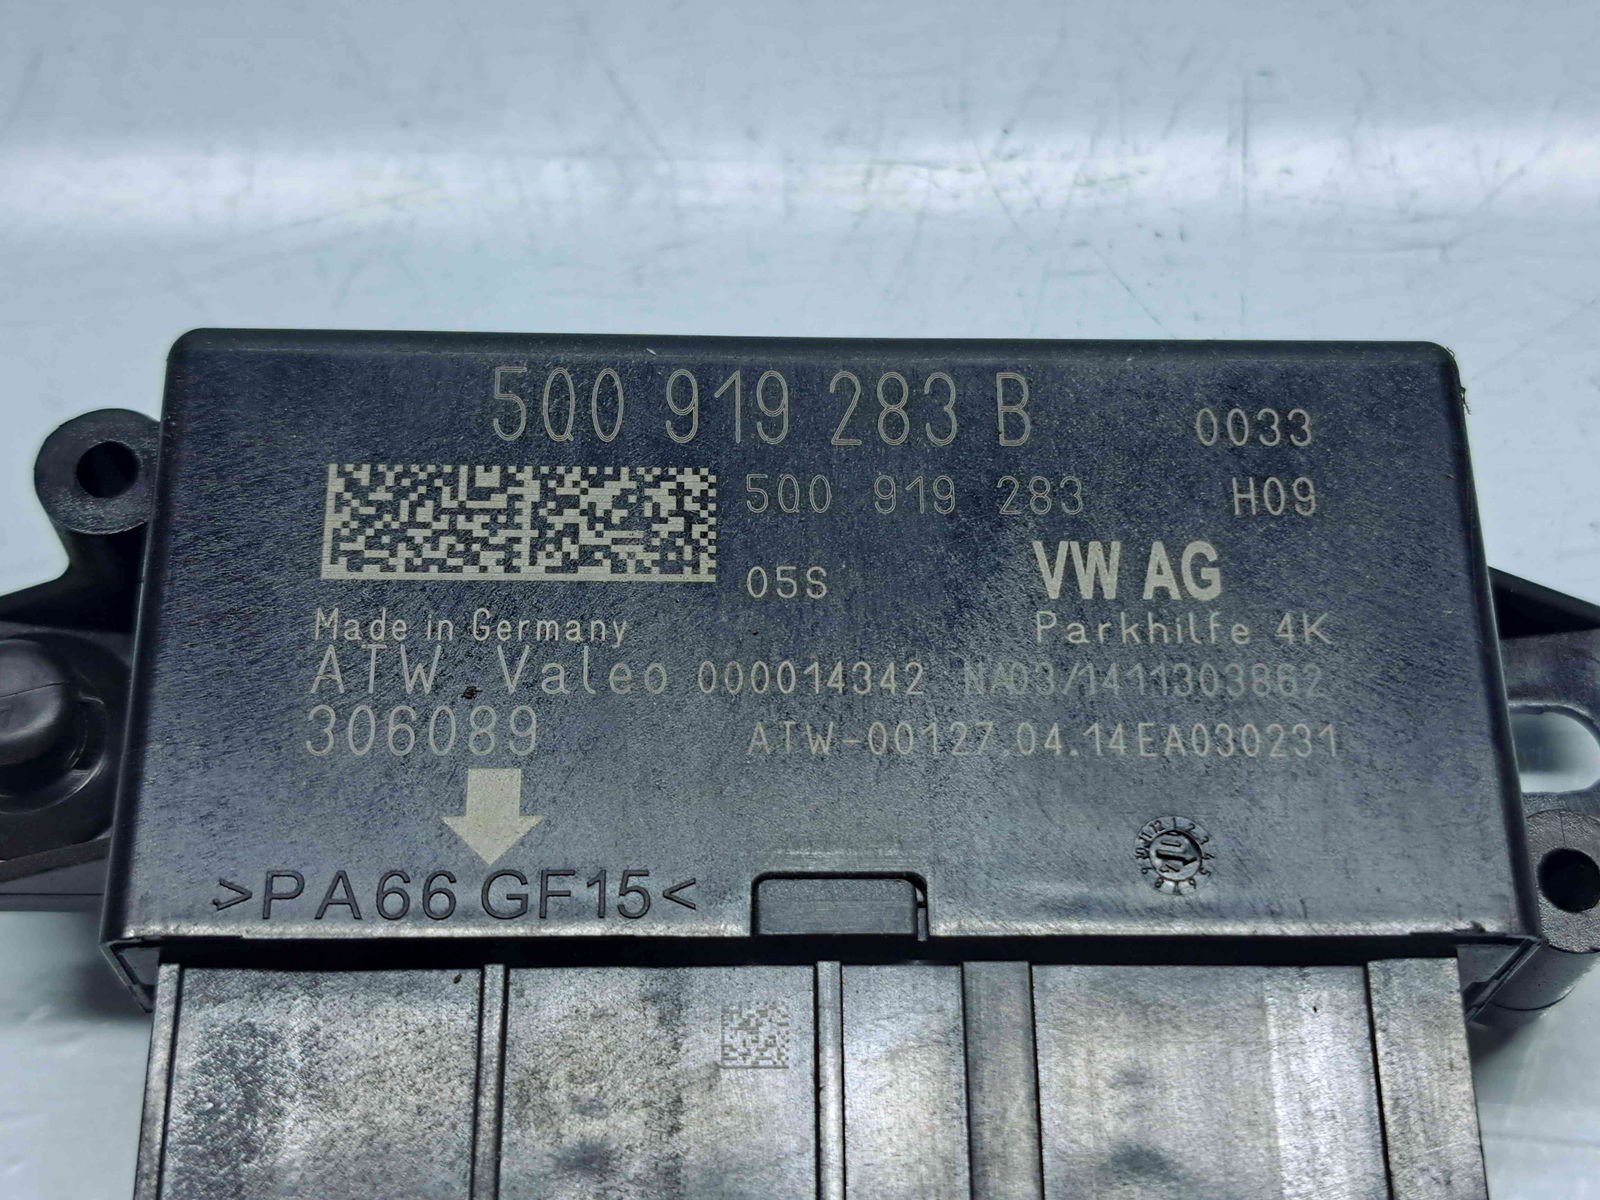 5Q0 919 283 B
0033
5Q0 919 283
H09
05S
VW AG
Made in Germany
Parkhilfe 4K
ATW Valeo 000014342 NA03/1411303862
306089
ATW-00127.04.14EA030231
>PA66 GF15<